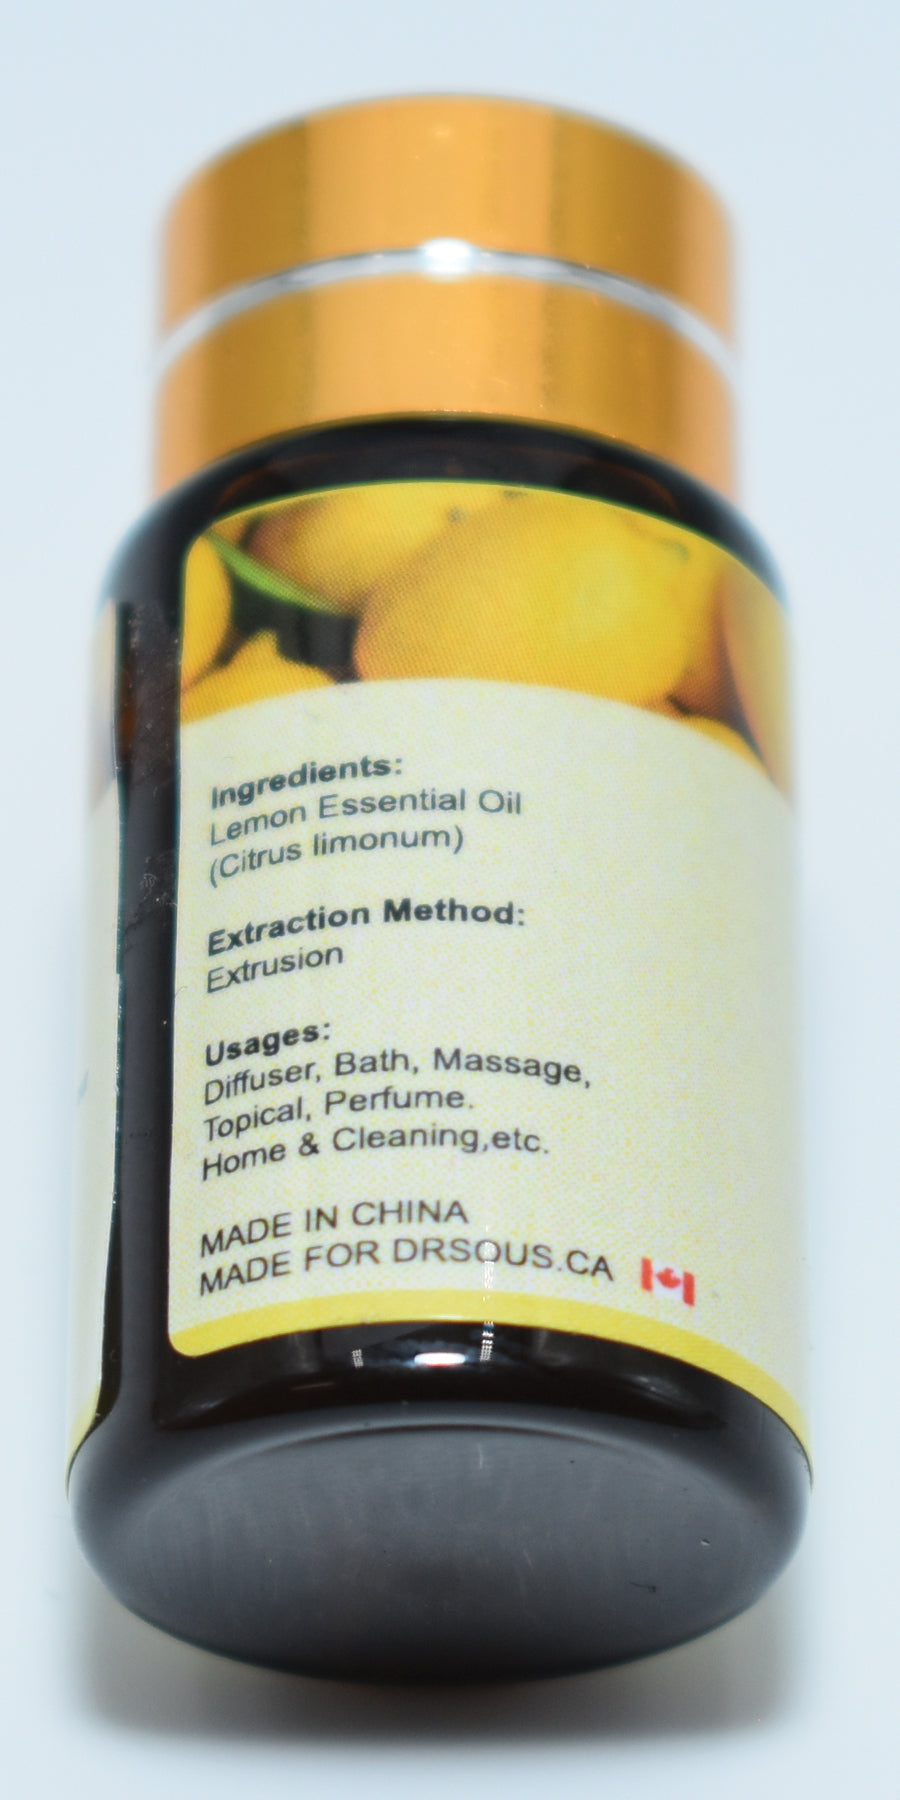 Ingredients:
Lemon Essential Oil
(Citrus limonum)
Extraction Method:
Extrusion
Usages:
Diffuser, Bath, Massage,
Topical, Perfume.
Home & Cleaning,etc.
MADE IN CHINA
MADE FOR DRSOUS.CA